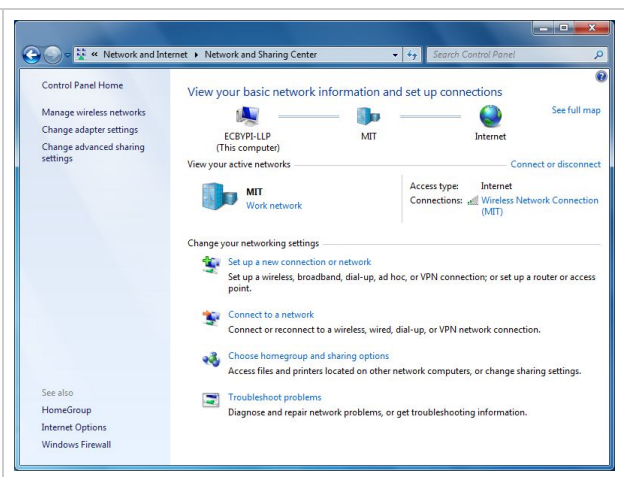 « Network and Internet ▸ Network and Sharing Center
Search Control Panel
Control Panel Home
Manage wireless networks
Change adapter settings
Change advanced sharing
settings
See also
HomeGroup
Internet Options
Windows Firewall
View your basic network information and set up connections
See full map
ECBYPI-LLP
(This computer)
MIT
Internet
View your active networks
Connect or disconnect
MIT
Work network
Access type: Internet
Connections: Wireless Network Connection
(MIT)
Change your networking settings
Set up a new connection or network
Set up a wireless, broadband, dial-up, ad hoc, or VPN connection; or set up a router or access
point.
Connect to a network
Connect or reconnect to a wireless, wired, dial-up, or VPN network connection.
Choose homegroup and sharing options
Access files and printers located on other network computers, or change sharing settings.
Troubleshoot problems
Diagnose and repair network problems, or get troubleshooting information.